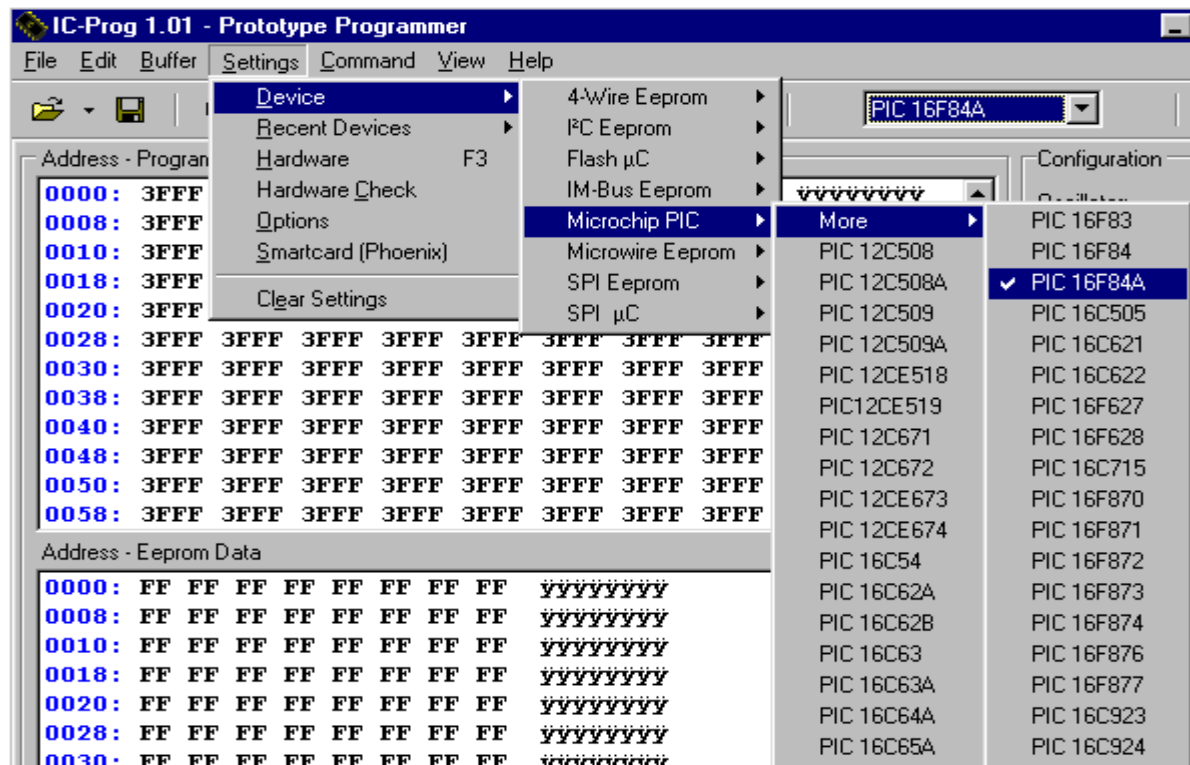 IC-Prog 1.01 - Prototype Programmer
File Edit Buffer Settings Command View Help
PIC 16F84A
Device
Recent Devices
Hardware F3
Hardware Check
Options
Smartcard (Phoenix)
Clear Settings
4-Wire Eeprom
I²C Eeprom
Flash µC
IM-Bus Eeprom
Microchip PIC
Microwire Eeprom
SPI Eeprom
SPI µC
More
PIC 12C508
PIC 12C508A
PIC 12C509
PIC 12C509A
PIC 12CE518
PIC12CE519
PIC 12C671
PIC 12C672
PIC 12CE673
PIC 12CE674
PIC 16C54
PIC 16C62A
PIC 16C62B
PIC 16C63
PIC 16C63A
PIC 16C64A
PIC 16C65A
PIC 16F83
PIC 16F84
PIC 16F84A
PIC 16C505
PIC 16C621
PIC 16C622
PIC 16F627
PIC 16F628
PIC 16C715
PIC 16F870
PIC 16F871
PIC 16F872
PIC 16F873
PIC 16F874
PIC 16F876
PIC 16F877
PIC 16C923
PIC 16C924
Address - Program
Configuration
0000: 3FFF ÿÿÿÿÿÿÿÿ
0008: 3FFF
0010: 3FFF
0018: 3FFF
0020: 3FFF
0028: 3FFF 3FFF 3FFF 3FFF 3FFF 3FFF 3FFF 3FFF
0030: 3FFF 3FFF 3FFF 3FFF 3FFF 3FFF 3FFF 3FFF
0038: 3FFF 3FFF 3FFF 3FFF 3FFF 3FFF 3FFF 3FFF
0040: 3FFF 3FFF 3FFF 3FFF 3FFF 3FFF 3FFF 3FFF
0048: 3FFF 3FFF 3FFF 3FFF 3FFF 3FFF 3FFF 3FFF
0050: 3FFF 3FFF 3FFF 3FFF 3FFF 3FFF 3FFF 3FFF
0058: 3FFF 3FFF 3FFF 3FFF 3FFF 3FFF 3FFF 3FFF
Address - Eeprom Data
0000: FF FF FF FF FF FF FF FF ÿÿÿÿÿÿÿÿ
0008: FF FF FF FF FF FF FF FF ÿÿÿÿÿÿÿÿ
0010: FF FF FF FF FF FF FF FF ÿÿÿÿÿÿÿÿ
0018: FF FF FF FF FF FF FF FF ÿÿÿÿÿÿÿÿ
0020: FF FF FF FF FF FF FF FF ÿÿÿÿÿÿÿÿ
0028: FF FF FF FF FF FF FF FF ÿÿÿÿÿÿÿÿ
0030: FF FF FF FF FF FF FF FF ÿÿÿÿÿÿÿÿ